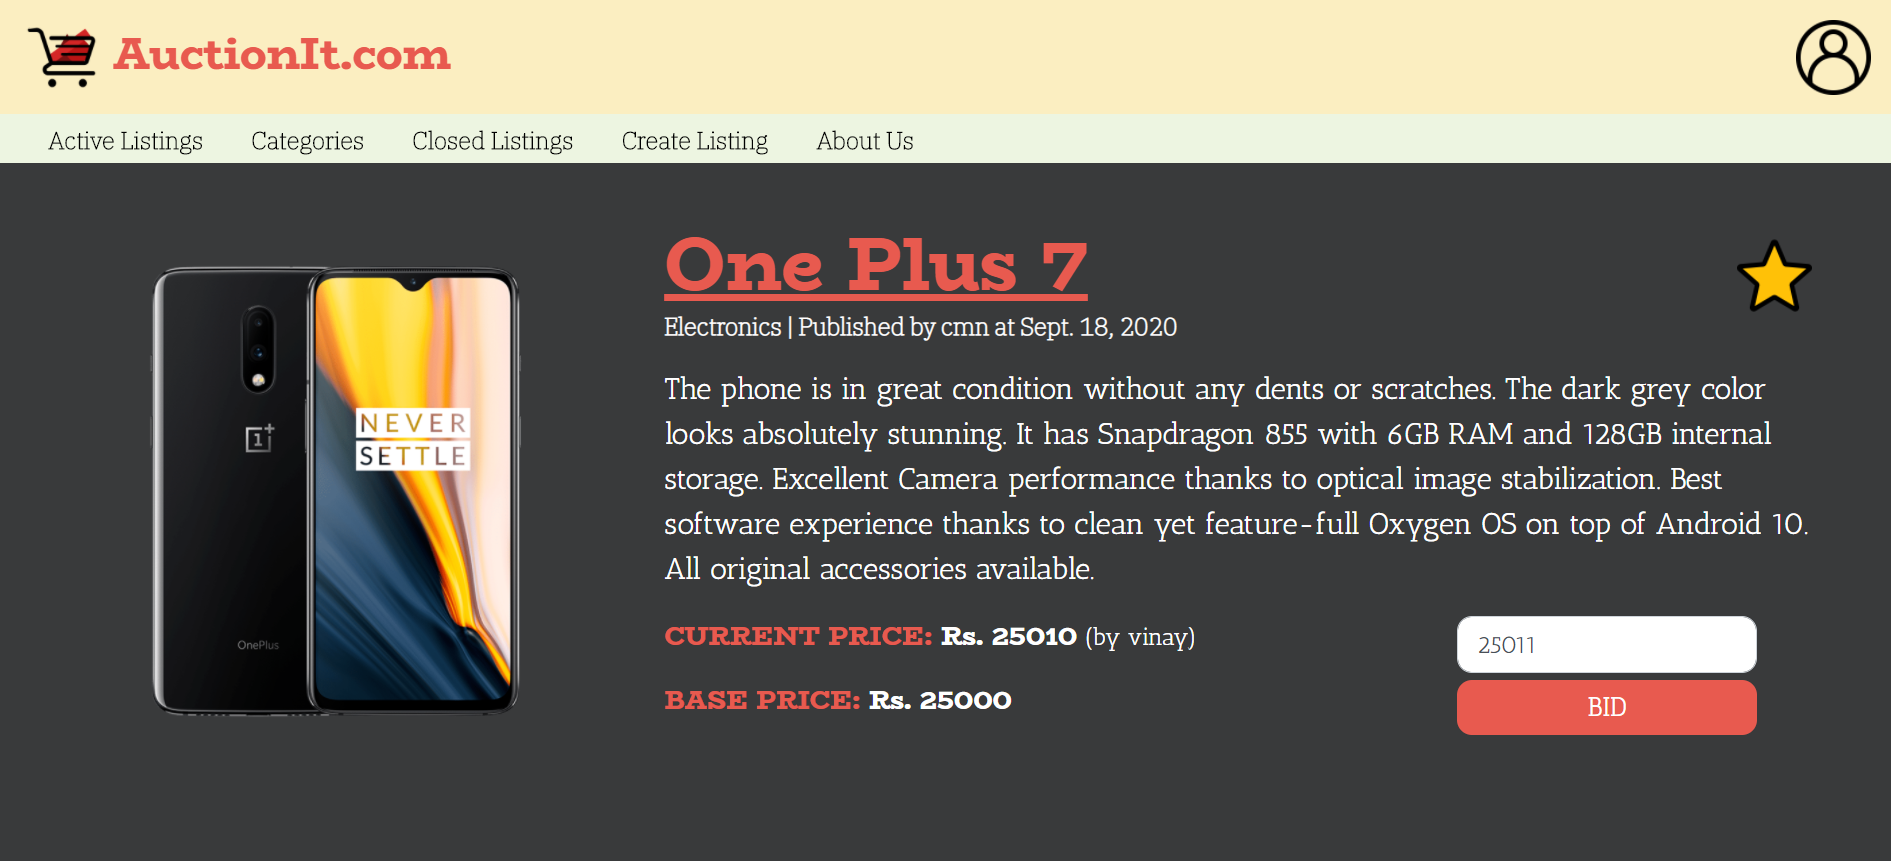 AuctionIt.com
Active Listings Categories Closed Listings Create Listing About Us
One Plus 7
Electronics | Published by cmn at Sept. 18, 2020
The phone is in great condition without any dents or scratches. The dark grey color
looks absolutely stunning. It has Snapdragon 855 with 6GB RAM and 128GB internal
storage. Excellent Camera performance thanks to optical image stabilization. Best
software experience thanks to clean yet feature-full Oxygen OS on top of Android 10.
All original accessories available.
CURRENT PRICE: Rs. 25010 (by vinay)
25011
BASE PRICE: Rs. 25000
BID
NEVER
SETTLE
1+
OnePlus